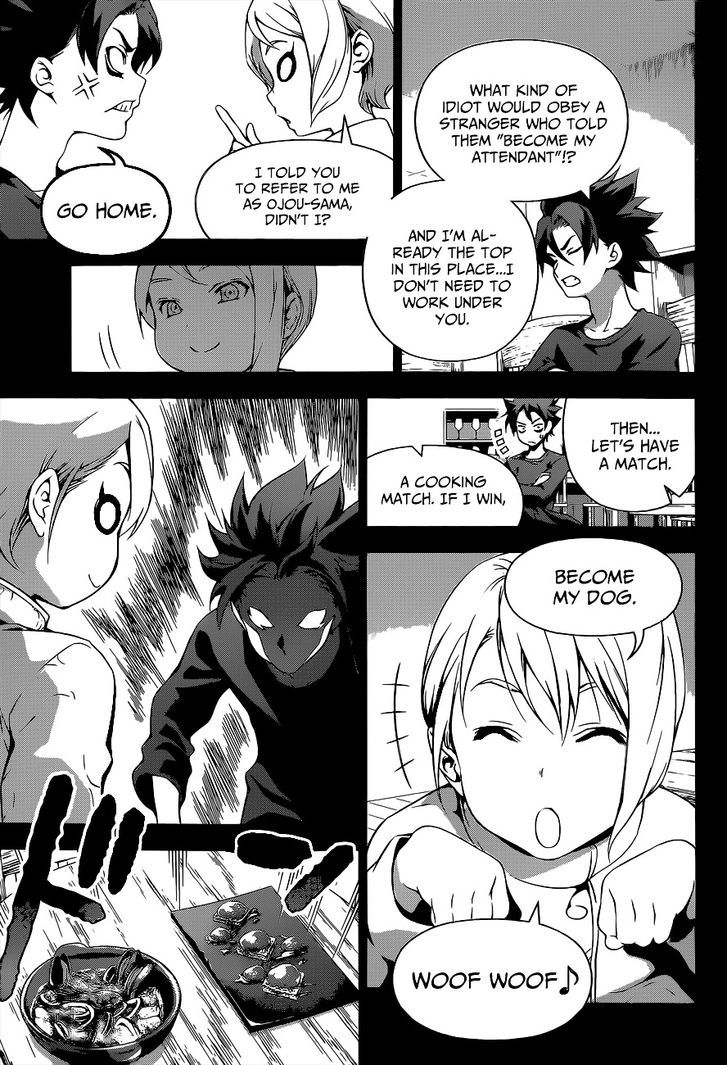 WHAT KIND OF
IDIOT WOULD OBEY A
STRANGER WHO TOLD
THEM "BECOME MY
ATTENDANT"!?
AND I'M AL-
READY THE TOP
IN THIS PLACE...I
DON'T NEED TO
WORK UNDER
YOU.
I TOLD YOU
TO REFER TO ME
AS OJOU-SAMA,
DIDN'T I?
GO HOME.
THEN...
LET'S HAVE
A MATCH.
A COOKING
MATCH. IF I WIN,
BECOME
MY DOG.
WOOF WOOF♪
ドン